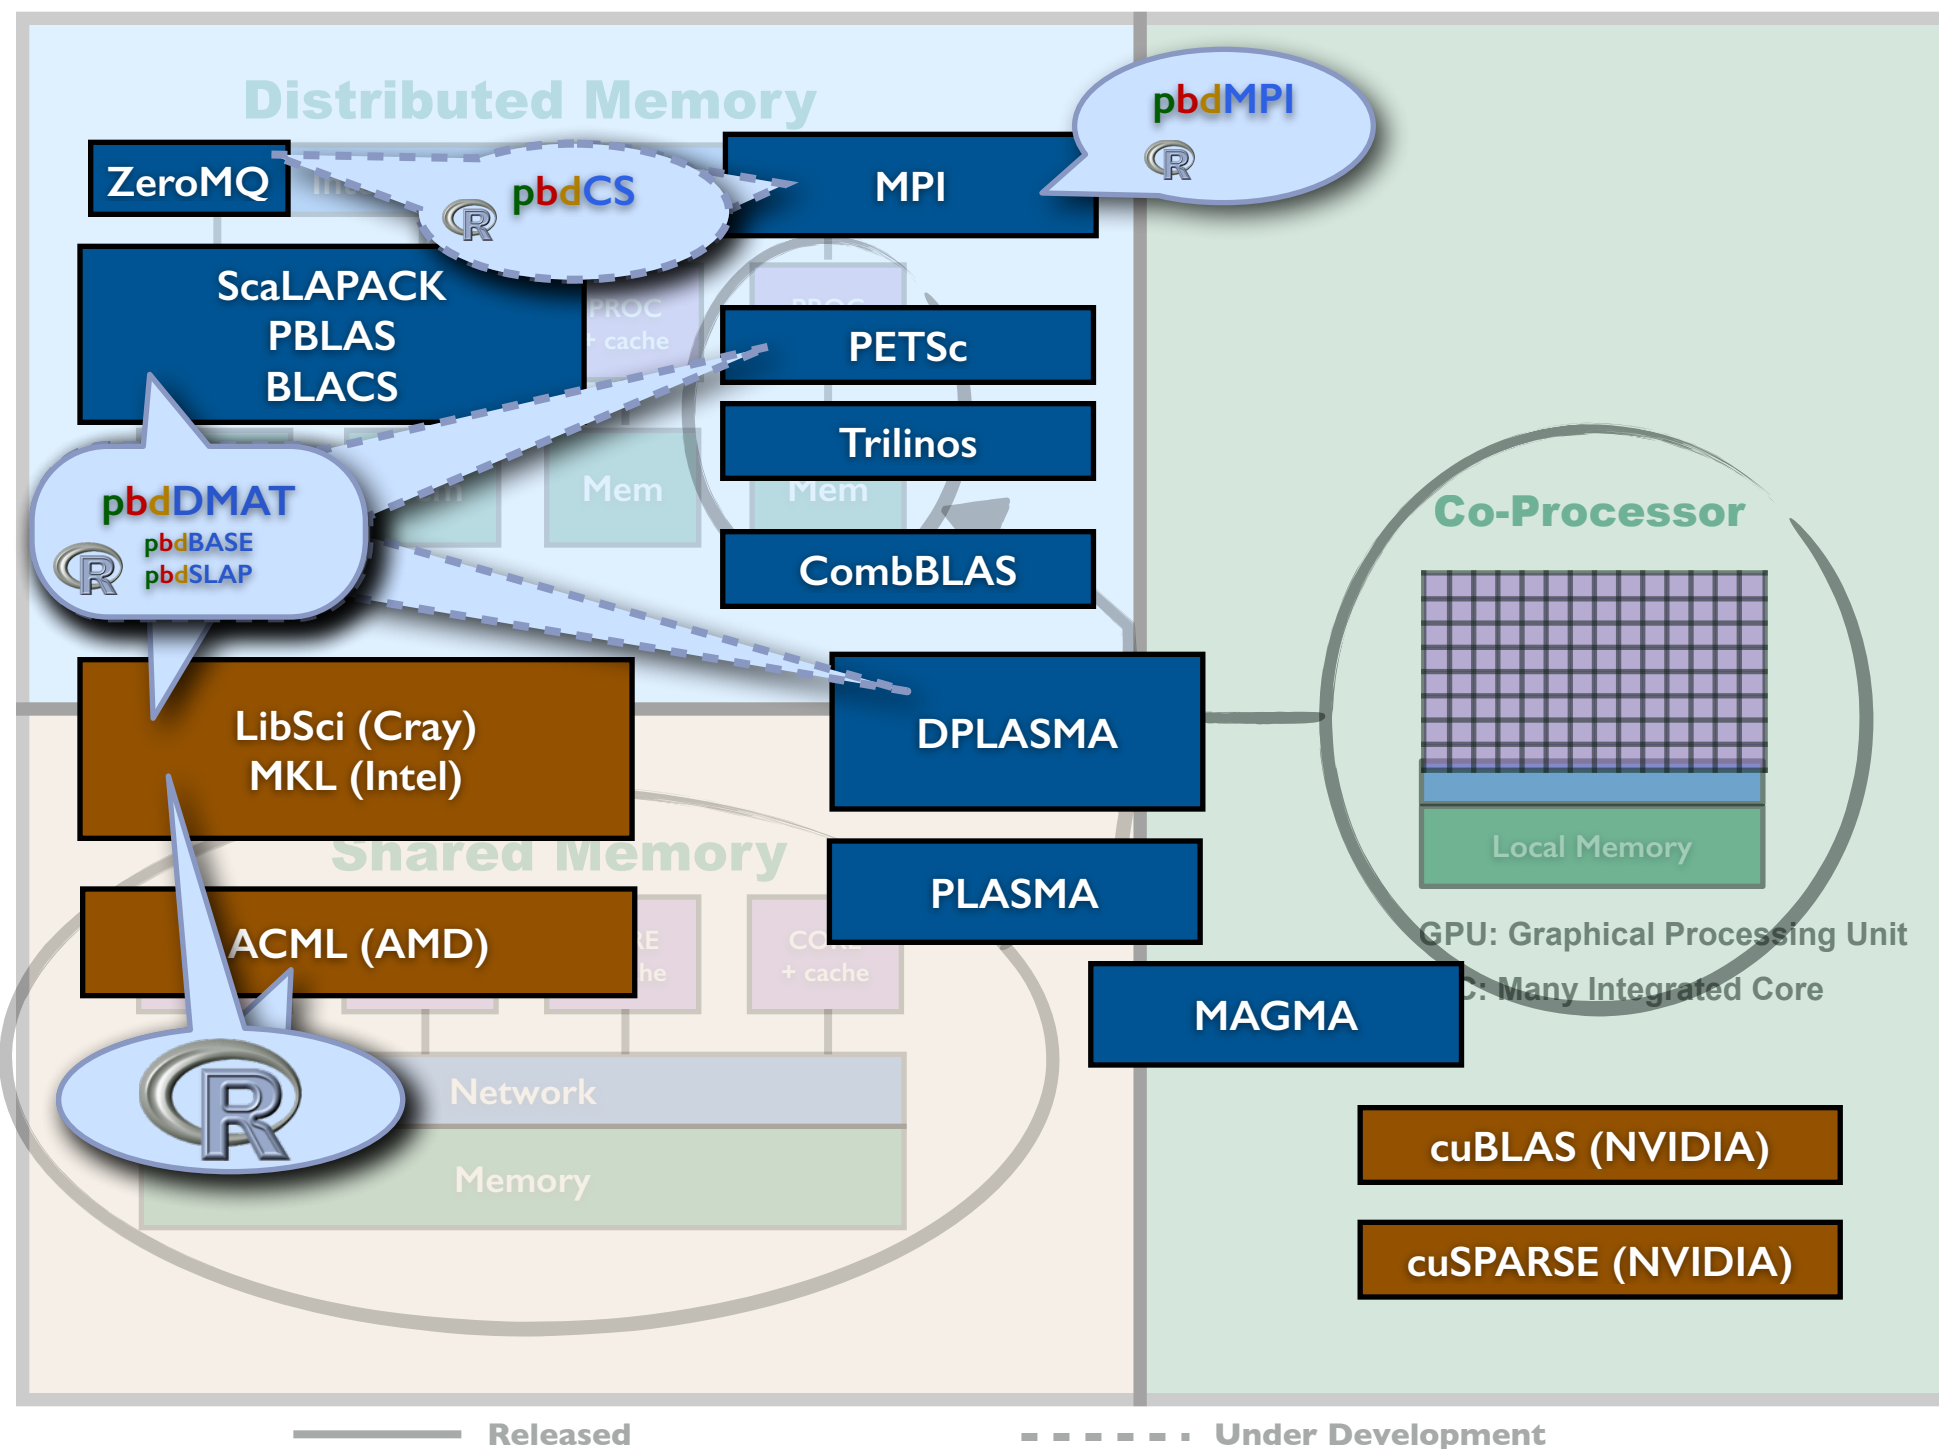 Distributed Memory
pbdMPI
R
ZeroMQ
pbdCS
R
MPI
ScaLAPACK
PBLAS
BLACS
PROC
+ cache
PROC
PETSc
Trilinos
Mem
Mem
pbdDMAT
pbdBASE
pbdSLAP
R
CombBLAS
Co-Processor
LibSci (Cray)
MKL (Intel)
DPLASMA
Shared Memory
Local Memory
PLASMA
ACML (AMD)
CORE
+ cache
GPU: Graphical Processing Unit
Many Integrated Core
MAGMA
R
Network
Memory
cuBLAS (NVIDIA)
cuSPARSE (NVIDIA)
Released
Under Development